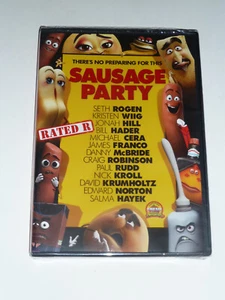 THERE'S NO PREPARING FOR THIS
SAUSAGE
PARTY
RATED R
SETH ROGEN
KRISTEN WIIG
JONAH HILL
BILL HADER
MICHAEL CERA
JAMES FRANCO
DANNY McBRIDE
CRAIG ROBINSON
PAUL RUDD
NICK KROLL
DAVID KRUMHOLTZ
EDWARD NORTON
SALMA HAYEK